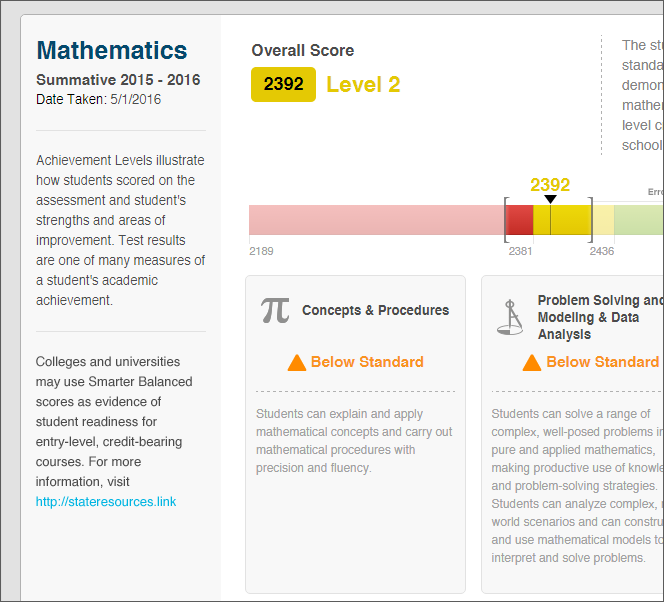 Mathematics
Summative 2015 - 2016
Date Taken: 5/1/2016
Achievement Levels illustrate
how students scored on the
assessment and student's
strengths and areas of
improvement. Test results
are one of many measures of
a student's academic
achievement.
Colleges and universities
may use Smarter Balanced
scores as evidence of
student readiness for
entry-level, credit-bearing
courses. For more
information, visit
http://stateresources.link
Overall Score
2392 Level 2
The stu
standa
demon
mather
level c
school
2392
Erro
2189
2381
2436
π Concepts & Procedures
Below Standard
Students can explain and apply
mathematical concepts and carry out
mathematical procedures with
precision and fluency.
Problem Solving and
Modeling & Data
Analysis
Below Standard
Students can solve a range of
complex, well-posed problems in
pure and applied mathematics,
making productive use of knowle
and problem-solving strategies.
Students can analyze complex,
world scenarios and can constru
and use mathematical models to
interpret and solve problems.